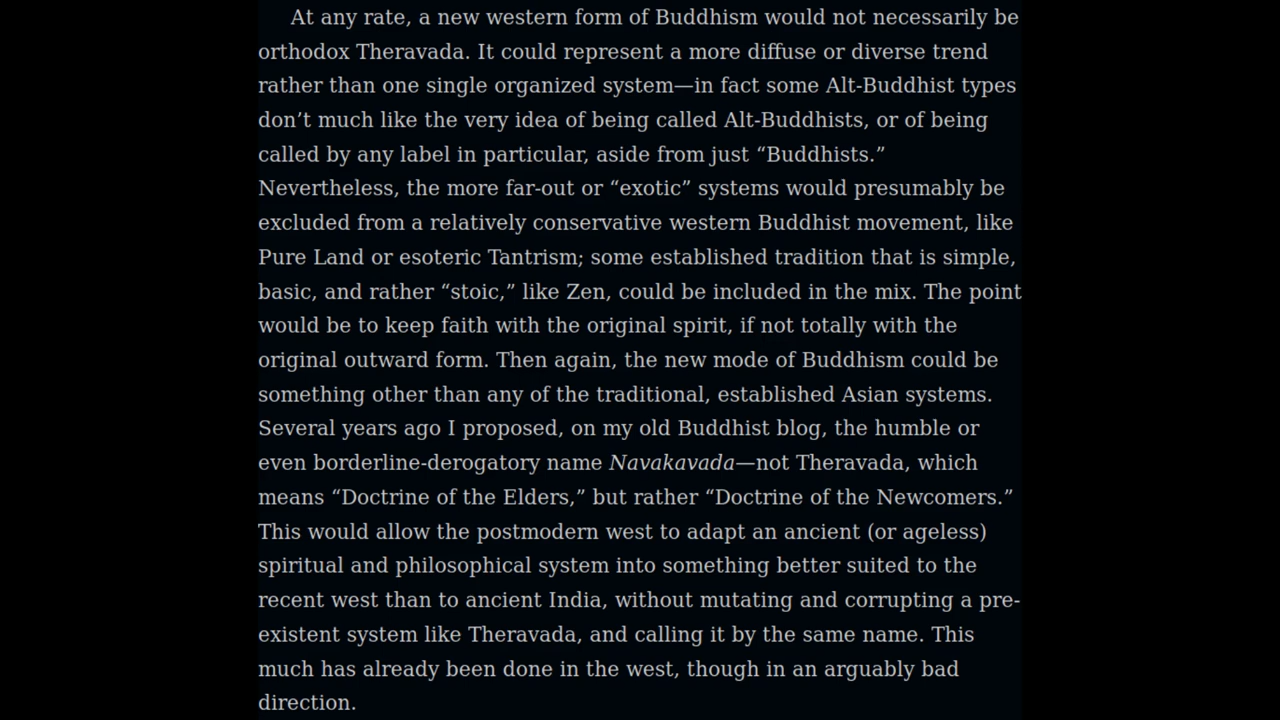 At any rate, a new western form of Buddhism would not necessarily be
orthodox Theravada. It could represent a more diffuse or diverse trend
rather than one single organized system—in fact some Alt-Buddhist types
don’t much like the very idea of being called Alt-Buddhists, or of being
called by any label in particular, aside from just “Buddhists.”
Nevertheless, the more far-out or “exotic” systems would presumably be
excluded from a relatively conservative western Buddhist movement, like
Pure Land or esoteric Tantrism; some established tradition that is simple,
basic, and rather “stoic,” like Zen, could be included in the mix. The point
would be to keep faith with the original spirit, if not totally with the
original outward form. Then again, the new mode of Buddhism could be
something other than any of the traditional, established Asian systems.
Several years ago I proposed, on my old Buddhist blog, the humble or
even borderline-derogatory name Navakavada—not Theravada, which
means “Doctrine of the Elders,” but rather “Doctrine of the Newcomers.”
This would allow the postmodern west to adapt an ancient (or ageless)
spiritual and philosophical system into something better suited to the
recent west than to ancient India, without mutating and corrupting a pre-
existent system like Theravada, and calling it by the same name. This
much has already been done in the west, though in an arguably bad
direction.